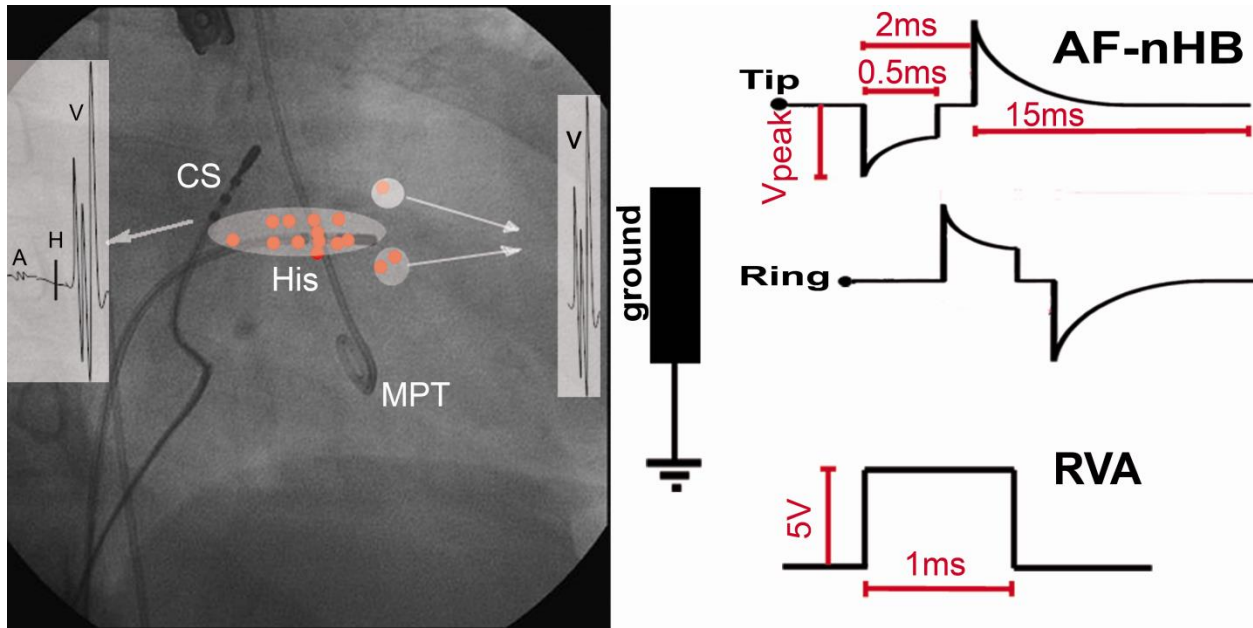 V
A
H
CS
His
MPT
V
ground
AF-nHB
2ms
Tip
0.5ms
15ms
Vpeak
Ring
RVA
5V
1ms